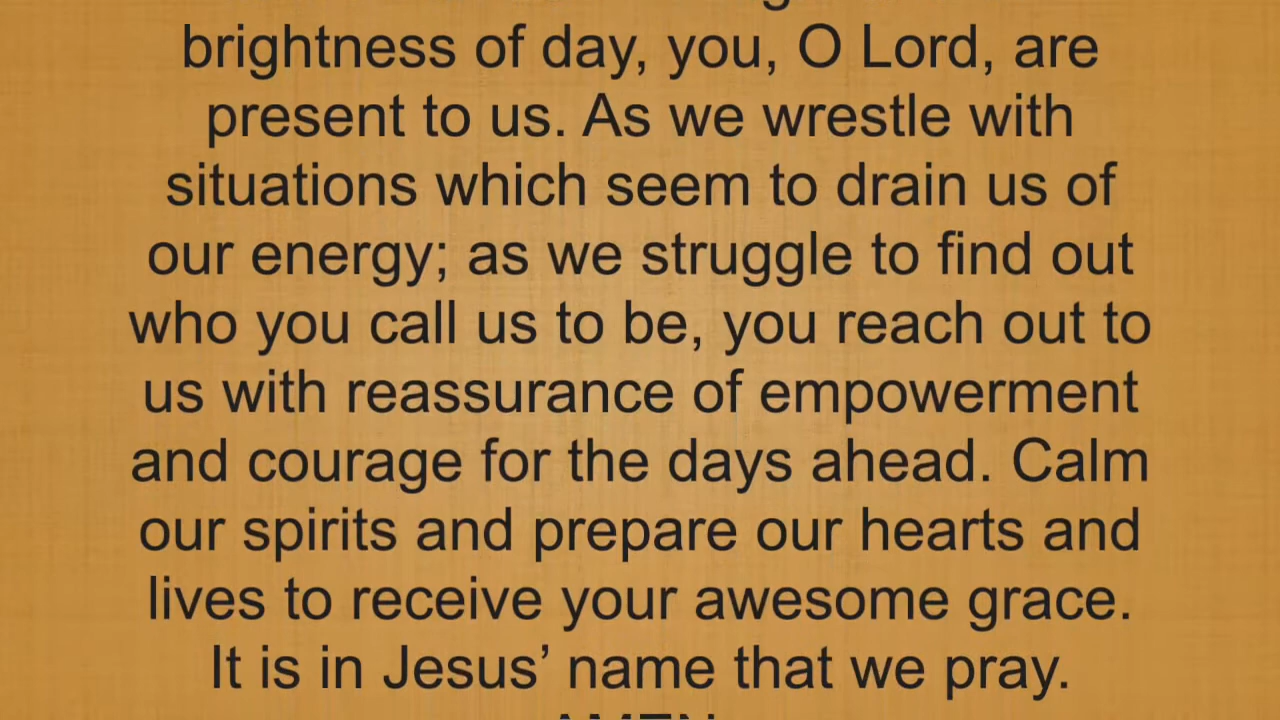 brightness of day, you, O Lord, are
present to us. As we wrestle with
situations which seem to drain us of
our energy; as we struggle to find out
who you call us to be, you reach out to
us with reassurance of empowerment
and courage for the days ahead. Calm
our spirits and prepare our hearts and
lives to receive your awesome grace.
It is in Jesus’ name that we pray.